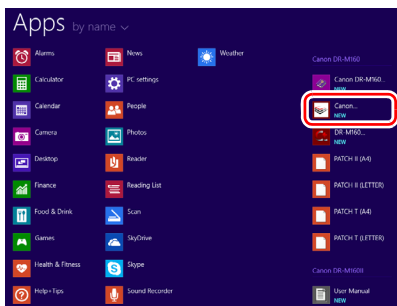 Apps by name
Alarms
Calculator
Calendar
Camera
Desktop
Finance
Food & Drink
Games
Health & Fitness
Help+Tips
News
PC settings
People
Photos
Reader
Reading List
Scan
SkyDrive
Skype
Sound Recorder
Weather
Canon DR-M160
Canon DR-M160...
NEW
Canon...
NEW
DR-M160...
NEW
PATCH II (A4)
PATCH II (LETTER)
PATCH T (A4)
PATCH T (LETTER)
Canon DR-M160II
User Manual
NEW